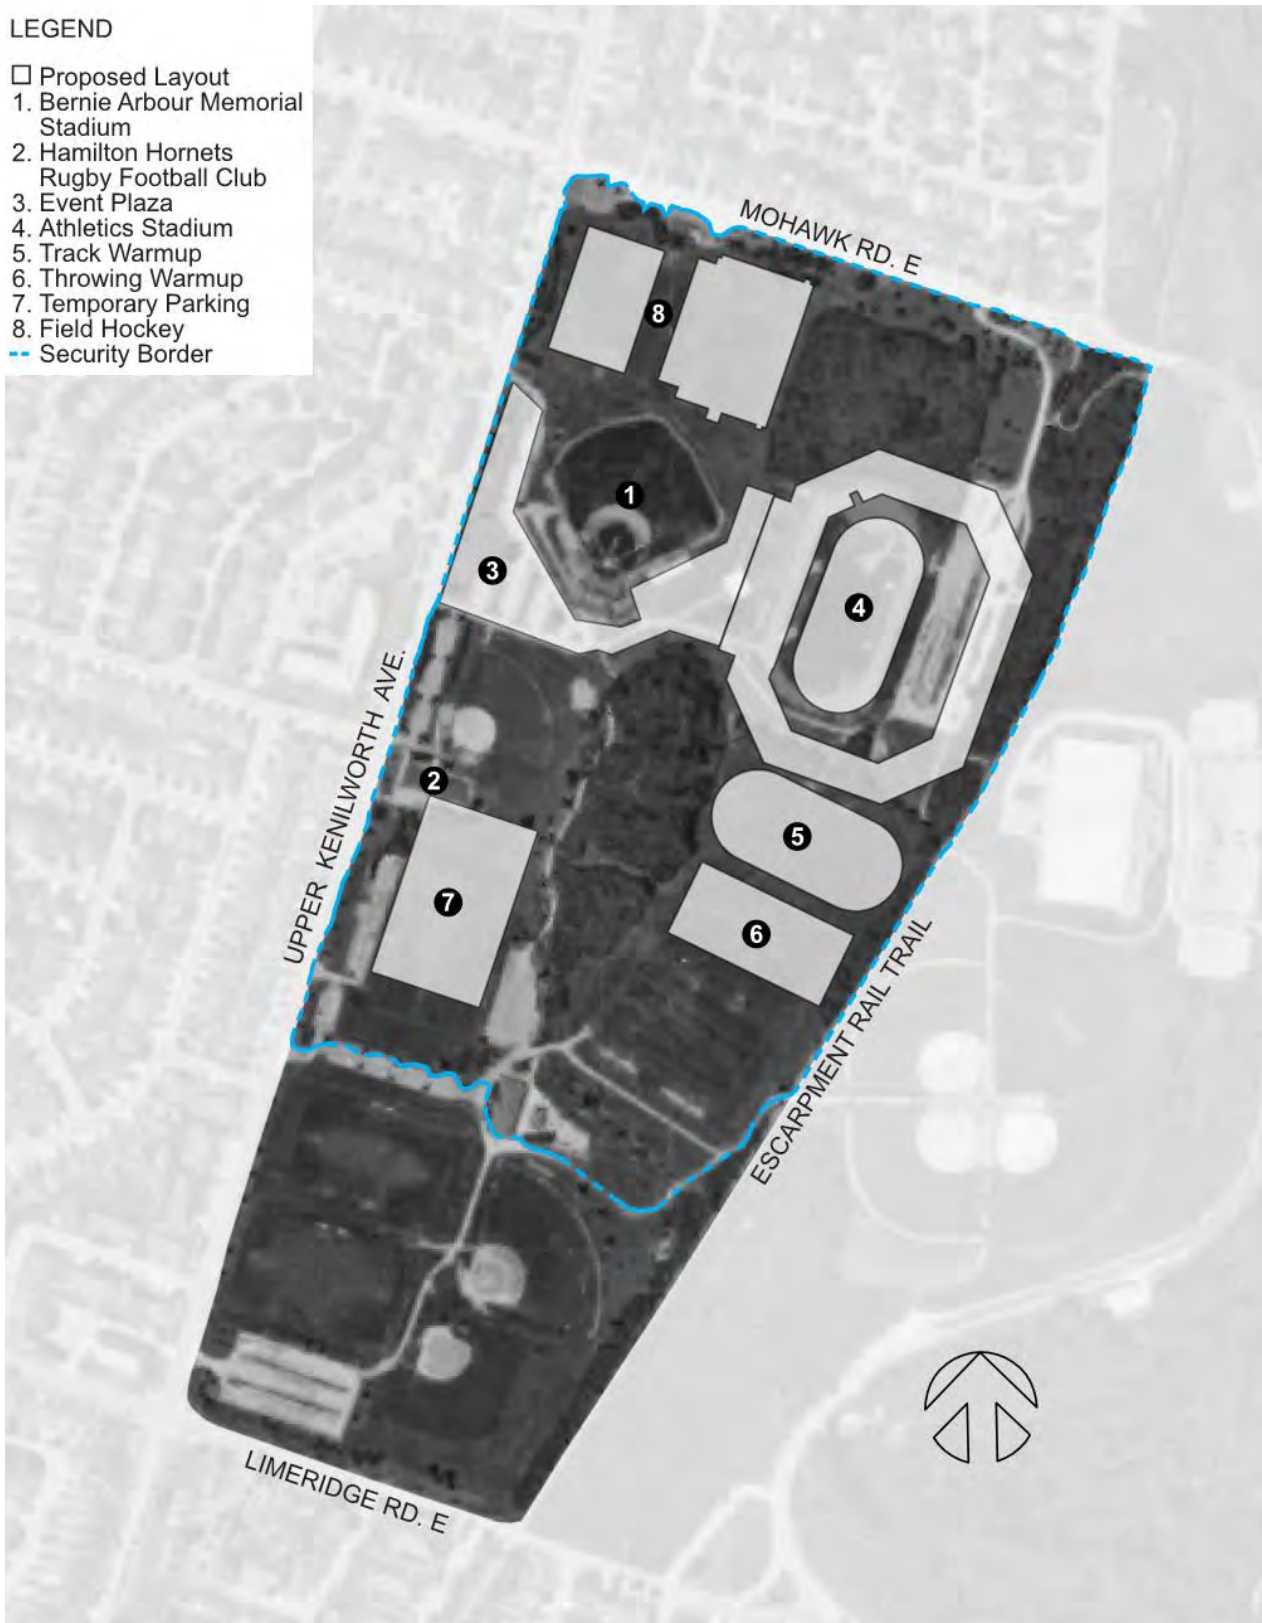 LEGEND
Proposed Layout
1. Bernie Arbour Memorial
Stadium
2. Hamilton Hornets
Rugby Football Club
3. Event Plaza
4. Athletics Stadium
5. Track Warmup
6. Throwing Warmup
7. Temporary Parking
8. Field Hockey
Security Border
MOHAWK RD. E
8
1
3
4
UPPER KENILWORTH AVE.
2
5
7
6
ESCARPMENT RAIL TRAIL
LIMERIDGE RD. E